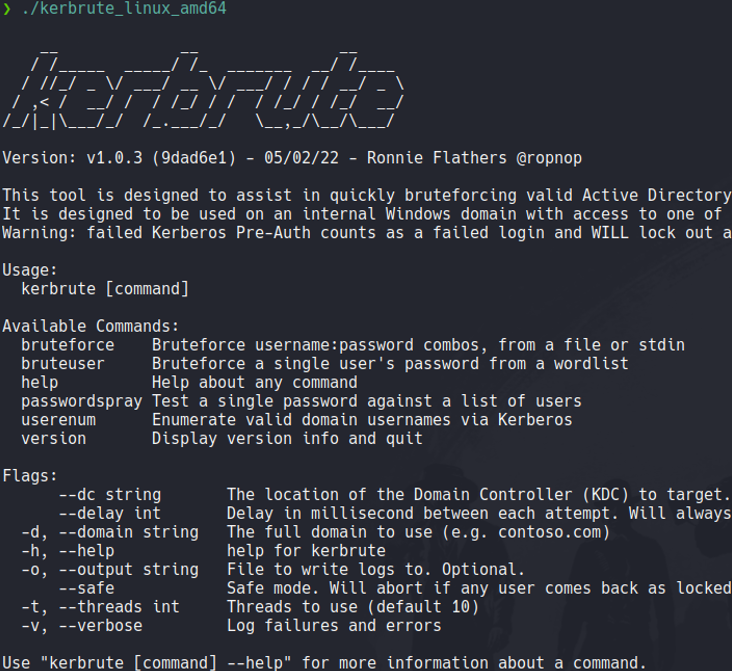 ❯ ./kerbrute_linux_amd64
    __             __               __
   / /_____  _____/ /_  _______  __/ /____
  / //_/ _ \/ ___/ __ \/ ___/ / / / __/ _ \
 / ,< /  __/ /  / /_/ / /  / /_/ / /_/  __/
/_/|_|\___/_/  /_.___/_/   \__,_/\__/\___/
Version: v1.0.3 (9dad6e1) - 05/02/22 - Ronnie Flathers @ropnop
This tool is designed to assist in quickly bruteforcing valid Active Directory
It is designed to be used on an internal Windows domain with access to one of
Warning: failed Kerberos Pre-Auth counts as a failed login and WILL lock out a
Usage:
  kerbrute [command]
Available Commands:
  bruteforce    Bruteforce username:password combos, from a file or stdin
  bruteuser     Bruteforce a single user's password from a wordlist
  help          Help about any command
  passwordspray Test a single password against a list of users
  userenum      Enumerate valid domain usernames via Kerberos
  version       Display version info and quit
Flags:
      --dc string       The location of the Domain Controller (KDC) to target.
      --delay int       Delay in millisecond between each attempt. Will always
  -d, --domain string   The full domain to use (e.g. contoso.com)
  -h, --help            help for kerbrute
  -o, --output string   File to write logs to. Optional.
      --safe            Safe mode. Will abort if any user comes back as locked
  -t, --threads int     Threads to use (default 10)
  -v, --verbose         Log failures and errors
Use "kerbrute [command] --help" for more information about a command.